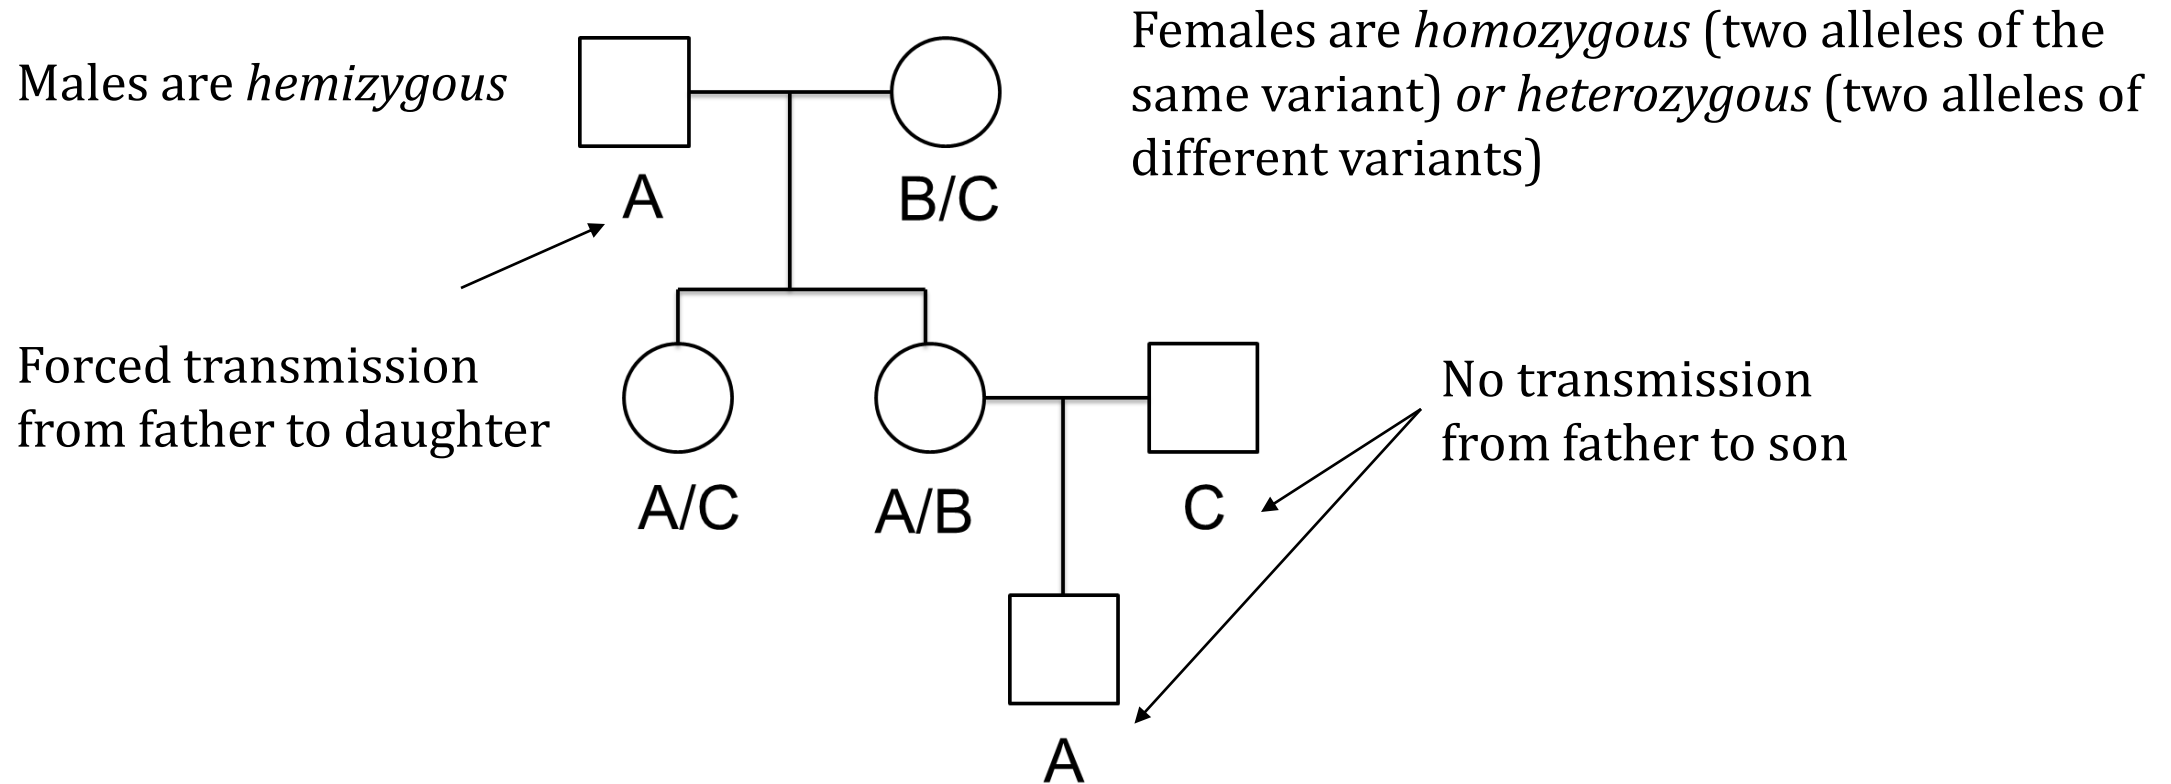 Males are hemizygous
Females are homozygous (two alleles of the
same variant) or heterozygous (two alleles of
different variants)
A
B/C
Forced transmission
from father to daughter
No transmission
from father to son
A/C
A/B
C
A